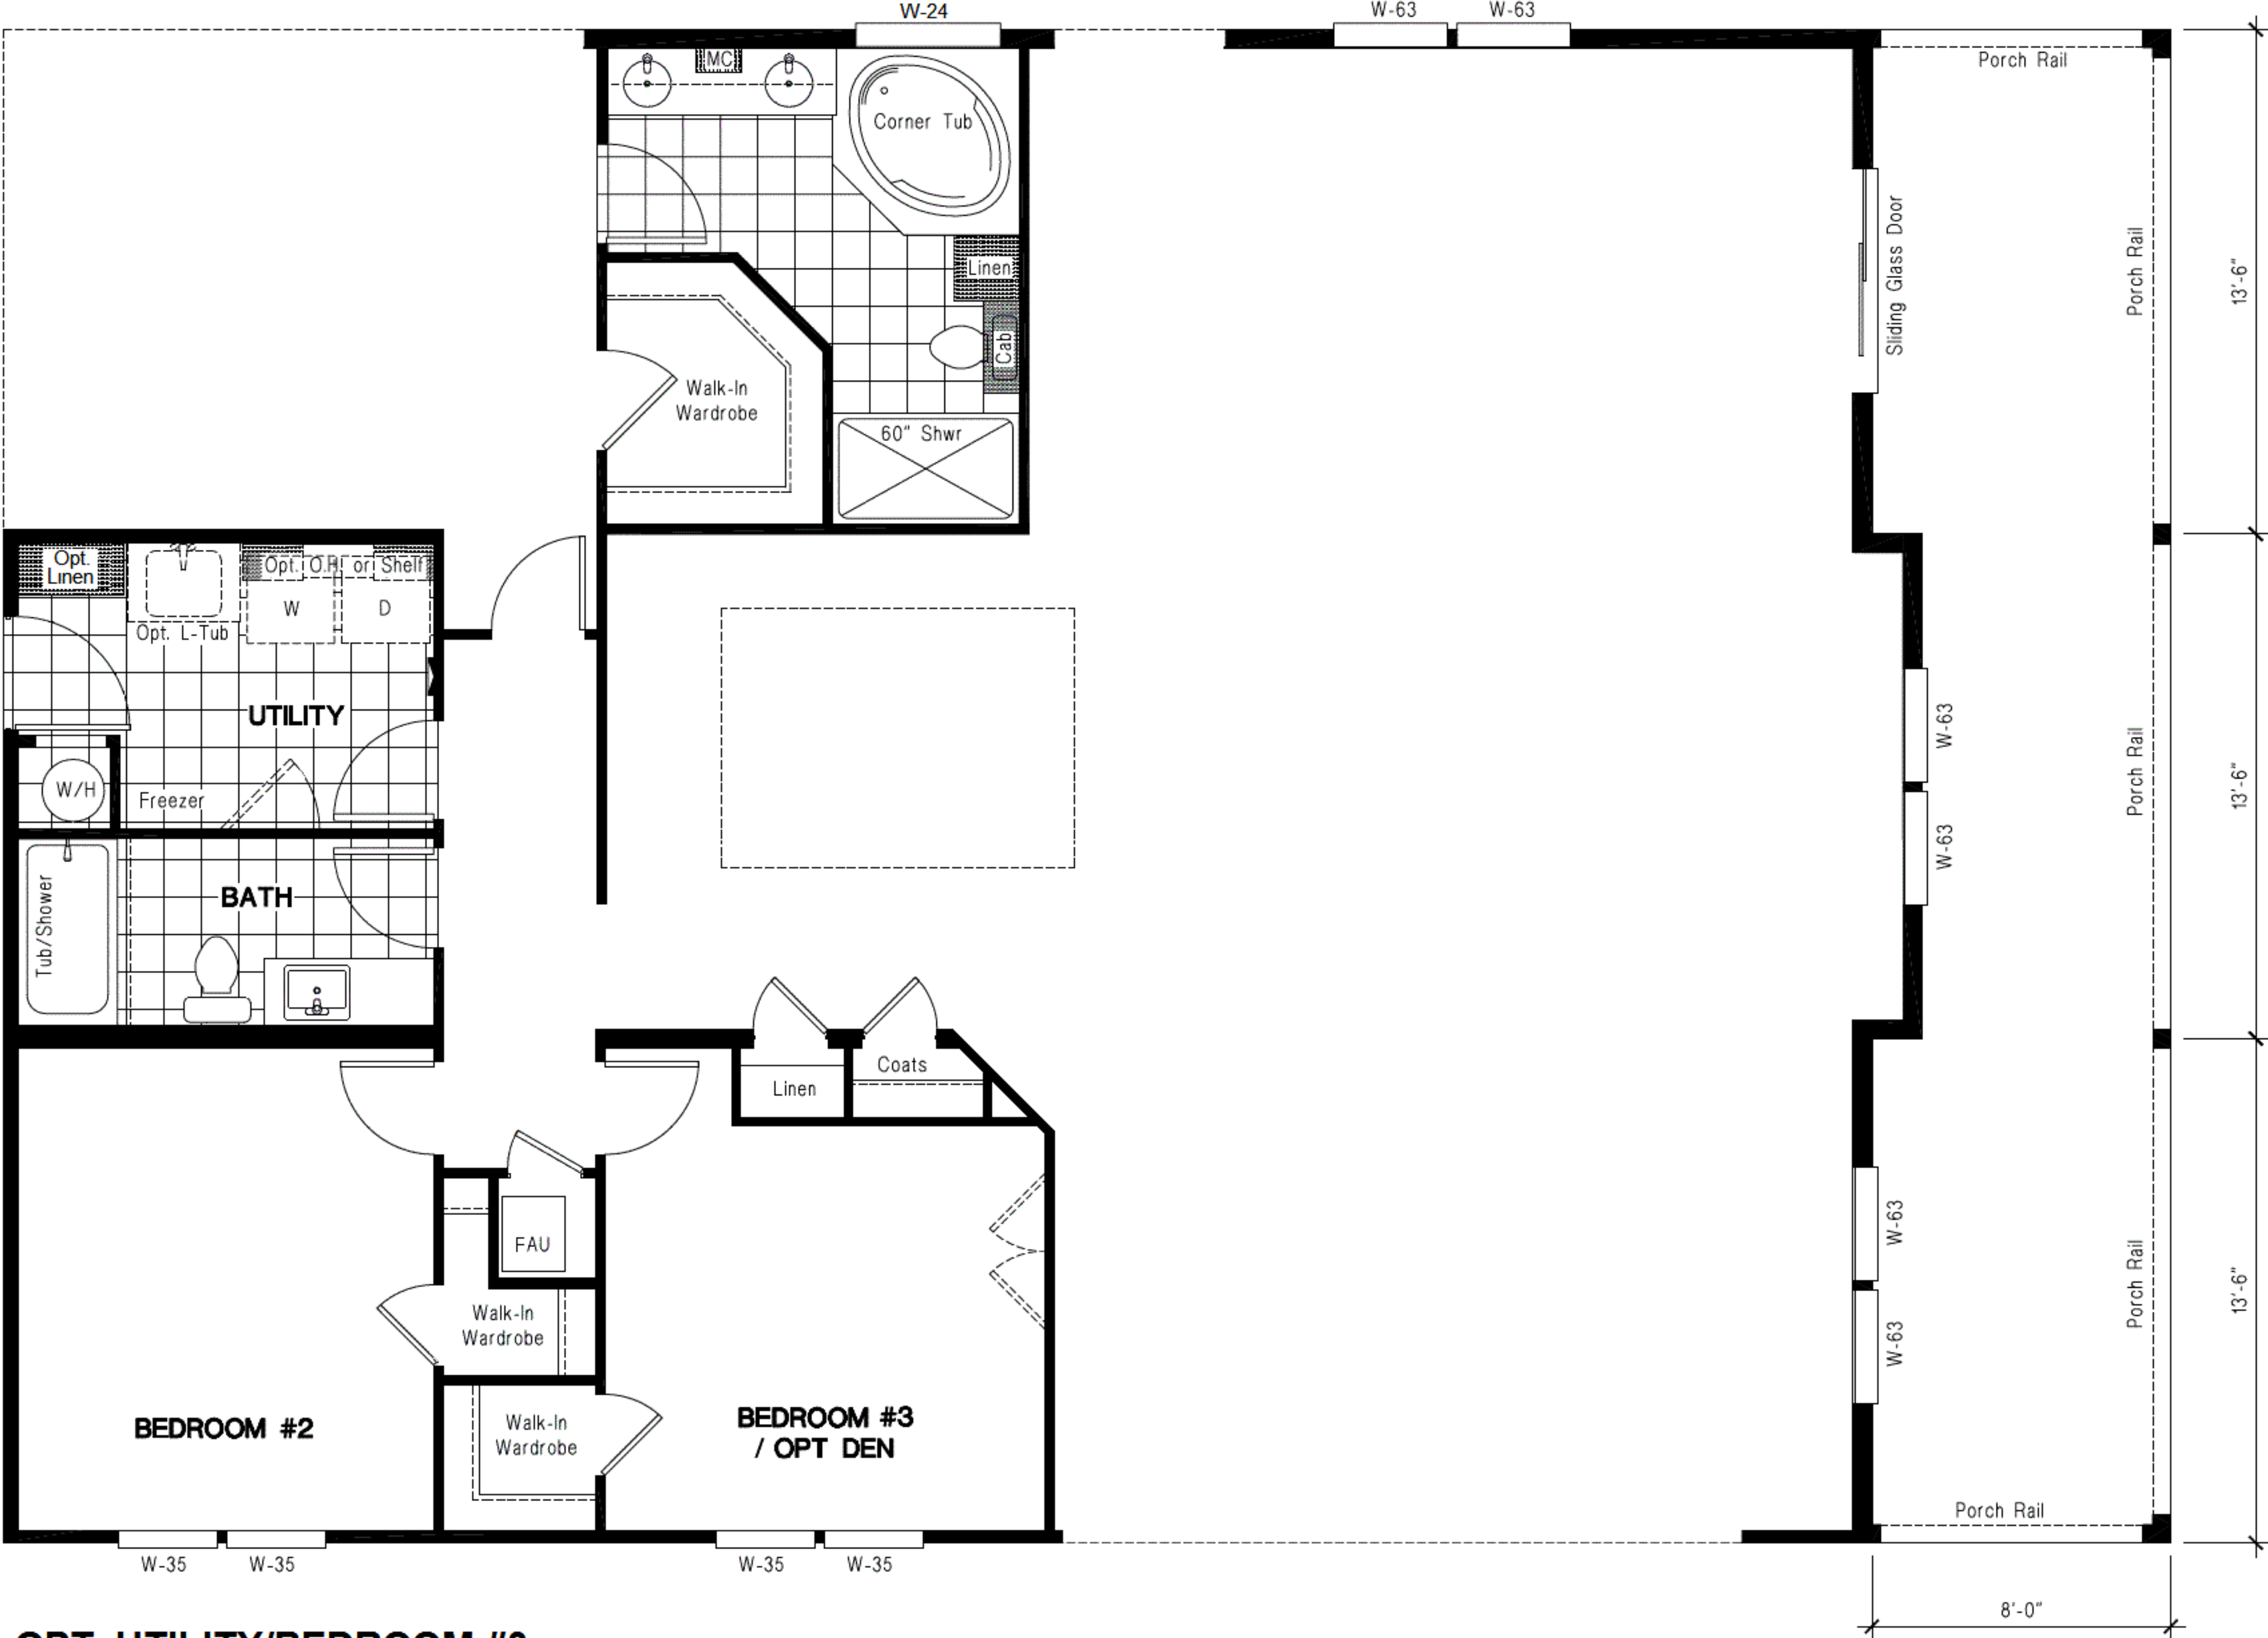 W-24
W-63
W-63
MC
Corner Tub
Porch Rail
Linen
Cab
Sliding Glass Door
Porch Rail
13'-6"
Walk-In
Wardrobe
60" Shwr
Opt.
Linen
Opt. O.H or Shelf
W
D
Opt. L-Tub
UTILITY
W-63
Porch Rail
13'-6"
W/H
Freezer
W-63
BATH
Tub/Shower
Linen
Coats
W-63
Porch Rail
13'-6"
FAU
Walk-In
Wardrobe
W-63
BEDROOM #2
Walk-In
Wardrobe
BEDROOM #3
/ OPT DEN
Porch Rail
W-35
W-35
W-35
W-35
8'-0"
OPT. UTILITY/BEDROOM